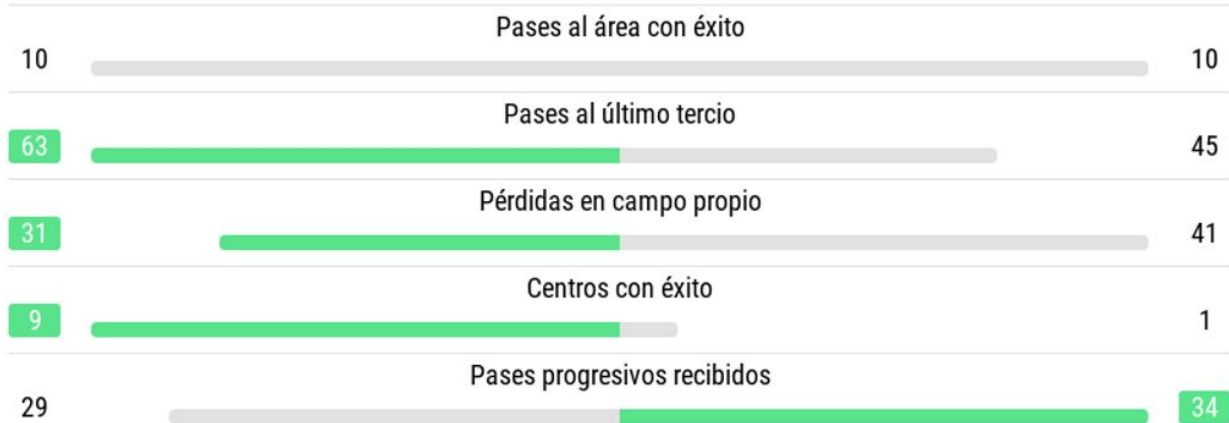 Pases al área con éxito
10 10
Pases al último tercio
63 45
Pérdidas en campo propio
31 41
Centros con éxito
9 1
Pases progresivos recibidos
29 34